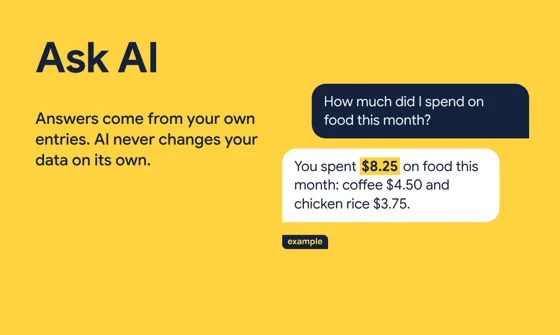 Ask AI
Answers come from your own
entries. AI never changes your
data on its own.
How much did I spend on
food this month?
You spent $8.25 on food this
month: coffee $4.50 and
chicken rice $3.75.
example